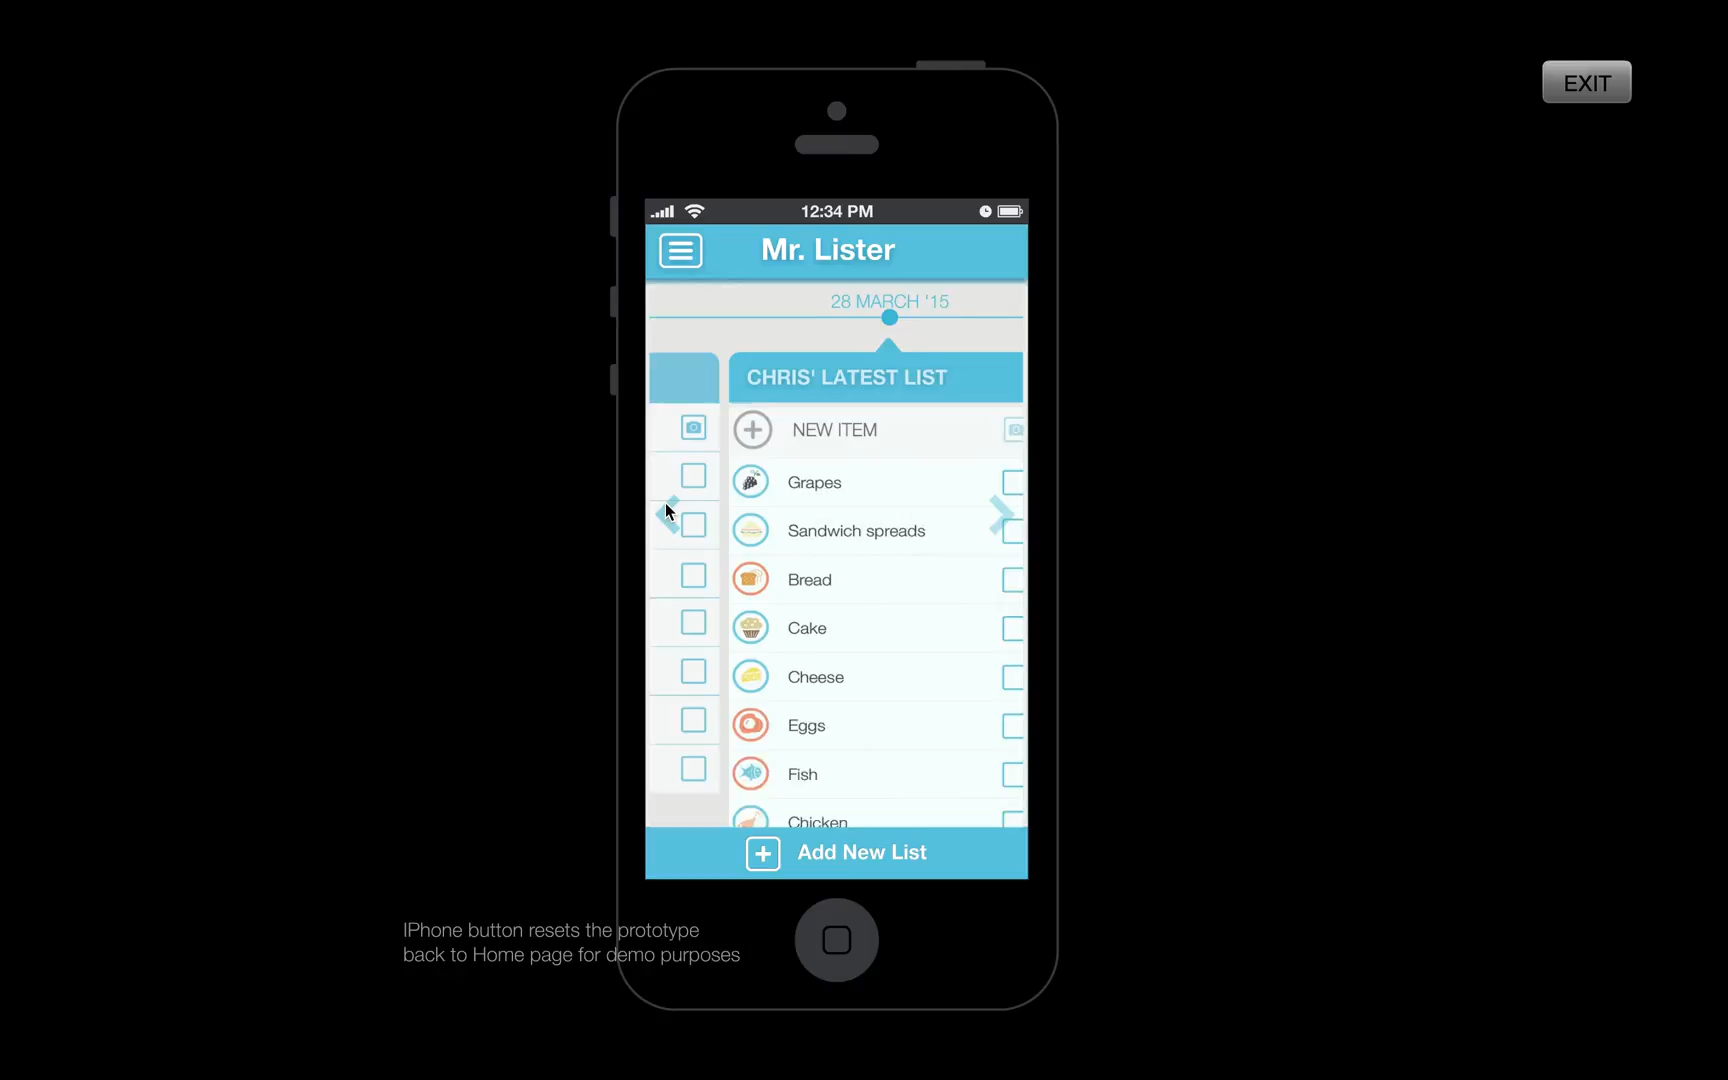 EXIT
12:34 PM
Mr. Lister
28 MARCH '15
CHRIS' LATEST LIST
NEW ITEM
Grapes
Sandwich spreads
Bread
Cake
Cheese
Eggs
Fish
Chicken
Add New List
IPhone button resets the prototype
back to Home page for demo purposes